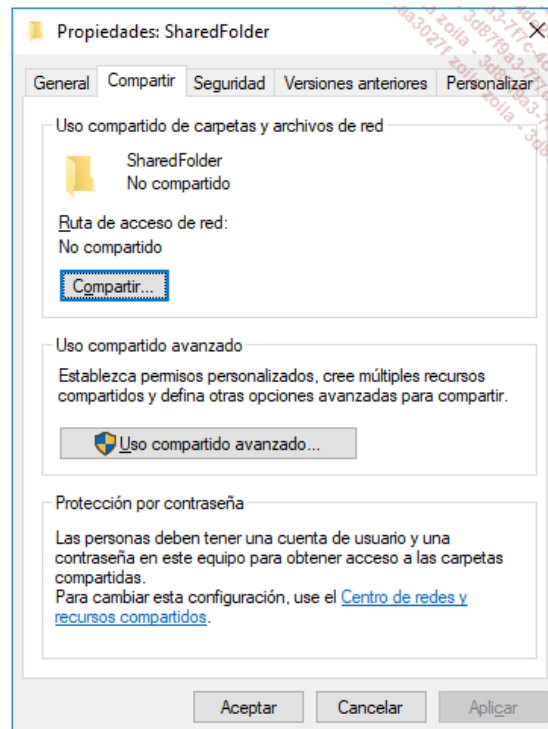 Propiedades: SharedFolder
General Compartir Seguridad Versiones anteriores Personalizar
Uso compartido de carpetas y archivos de red
SharedFolder
No compartido
Ruta de acceso de red:
No compartido
Compartir...
Uso compartido avanzado
Establezca permisos personalizados, cree múltiples recursos
compartidos y defina otras opciones avanzadas para compartir.
Uso compartido avanzado...
Protección por contraseña
Las personas deben tener una cuenta de usuario y una
contraseña en este equipo para obtener acceso a las carpetas
compartidas.
Para cambiar esta configuración, use el Centro de redes y
recursos compartidos.
Aceptar Cancelar Aplicar